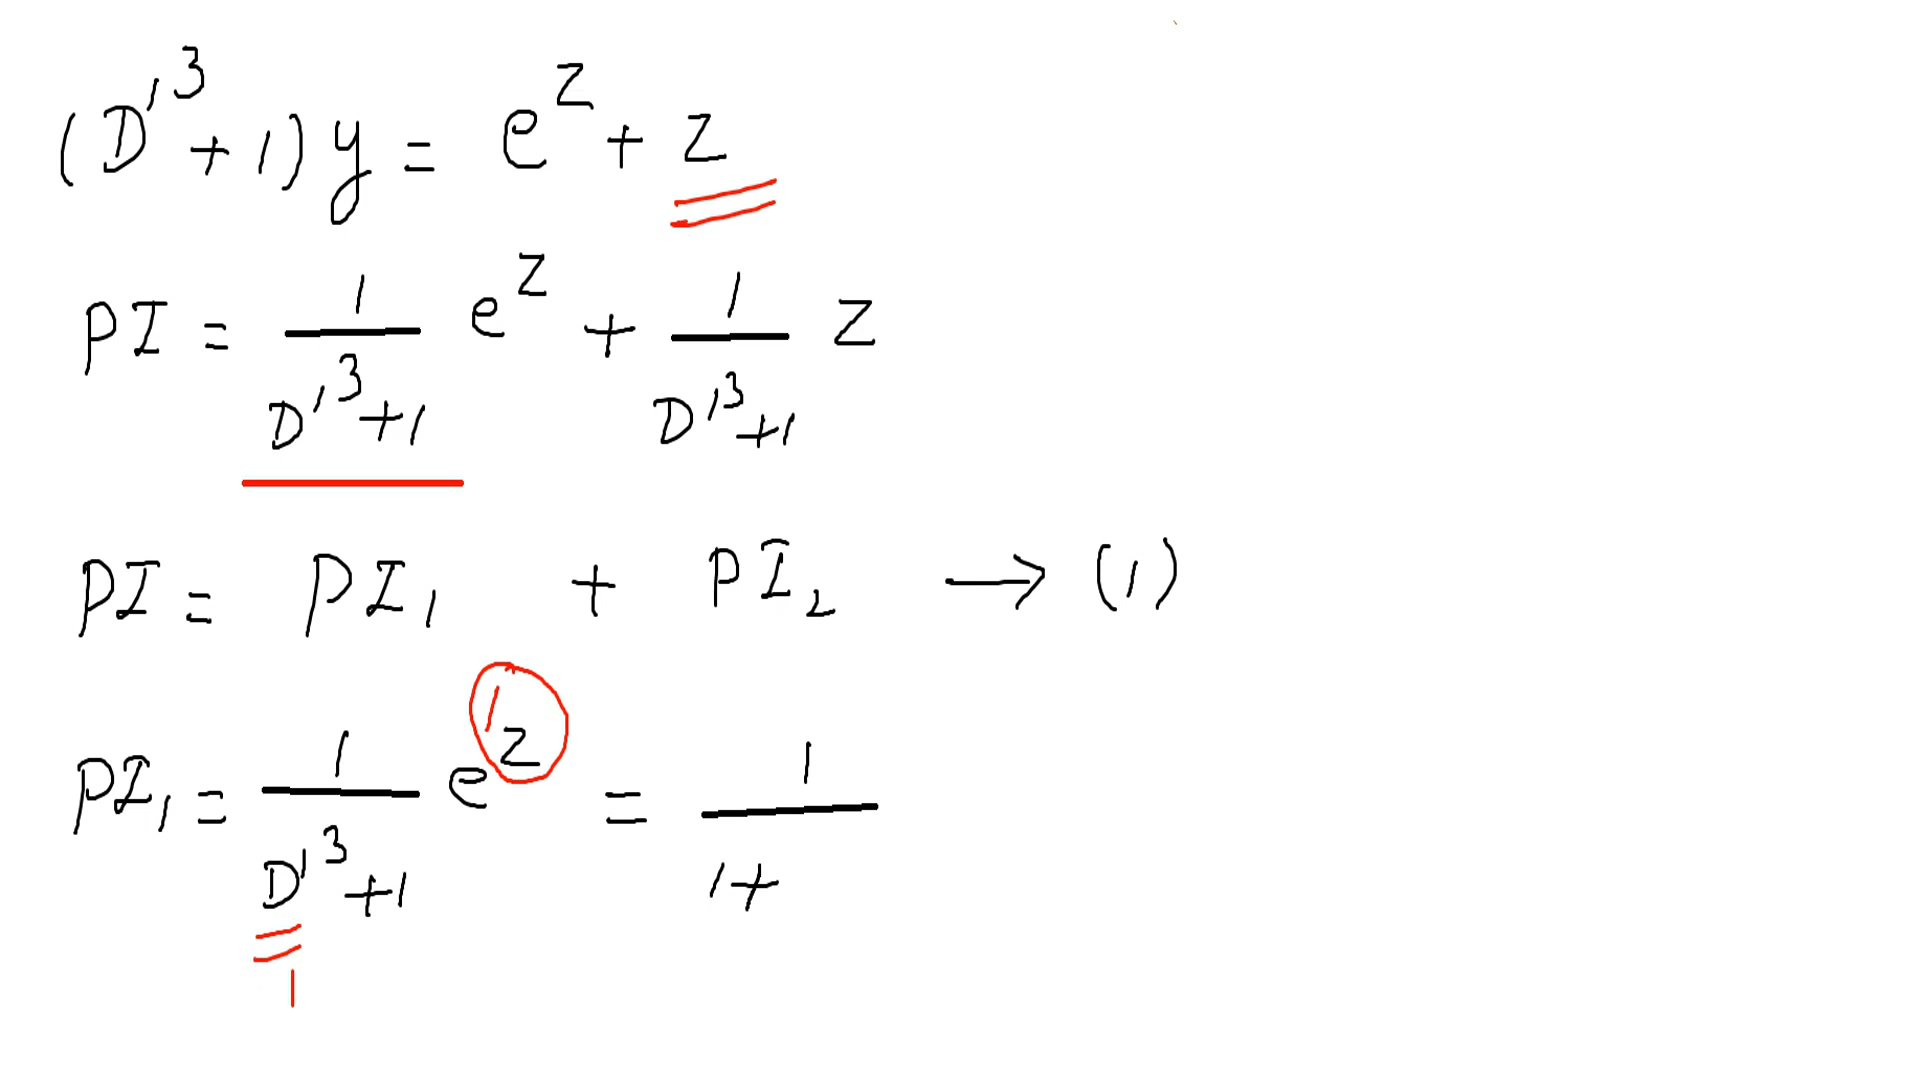 (D'³ + 1) y = e^z + z
PI = 1/(D'³+1) e^z + 1/(D'³+1) z
PI = PI₁ + PI₂ → (1)
PI₁ = 1/(D'³+1) e^{1z} = 1/(1+
1